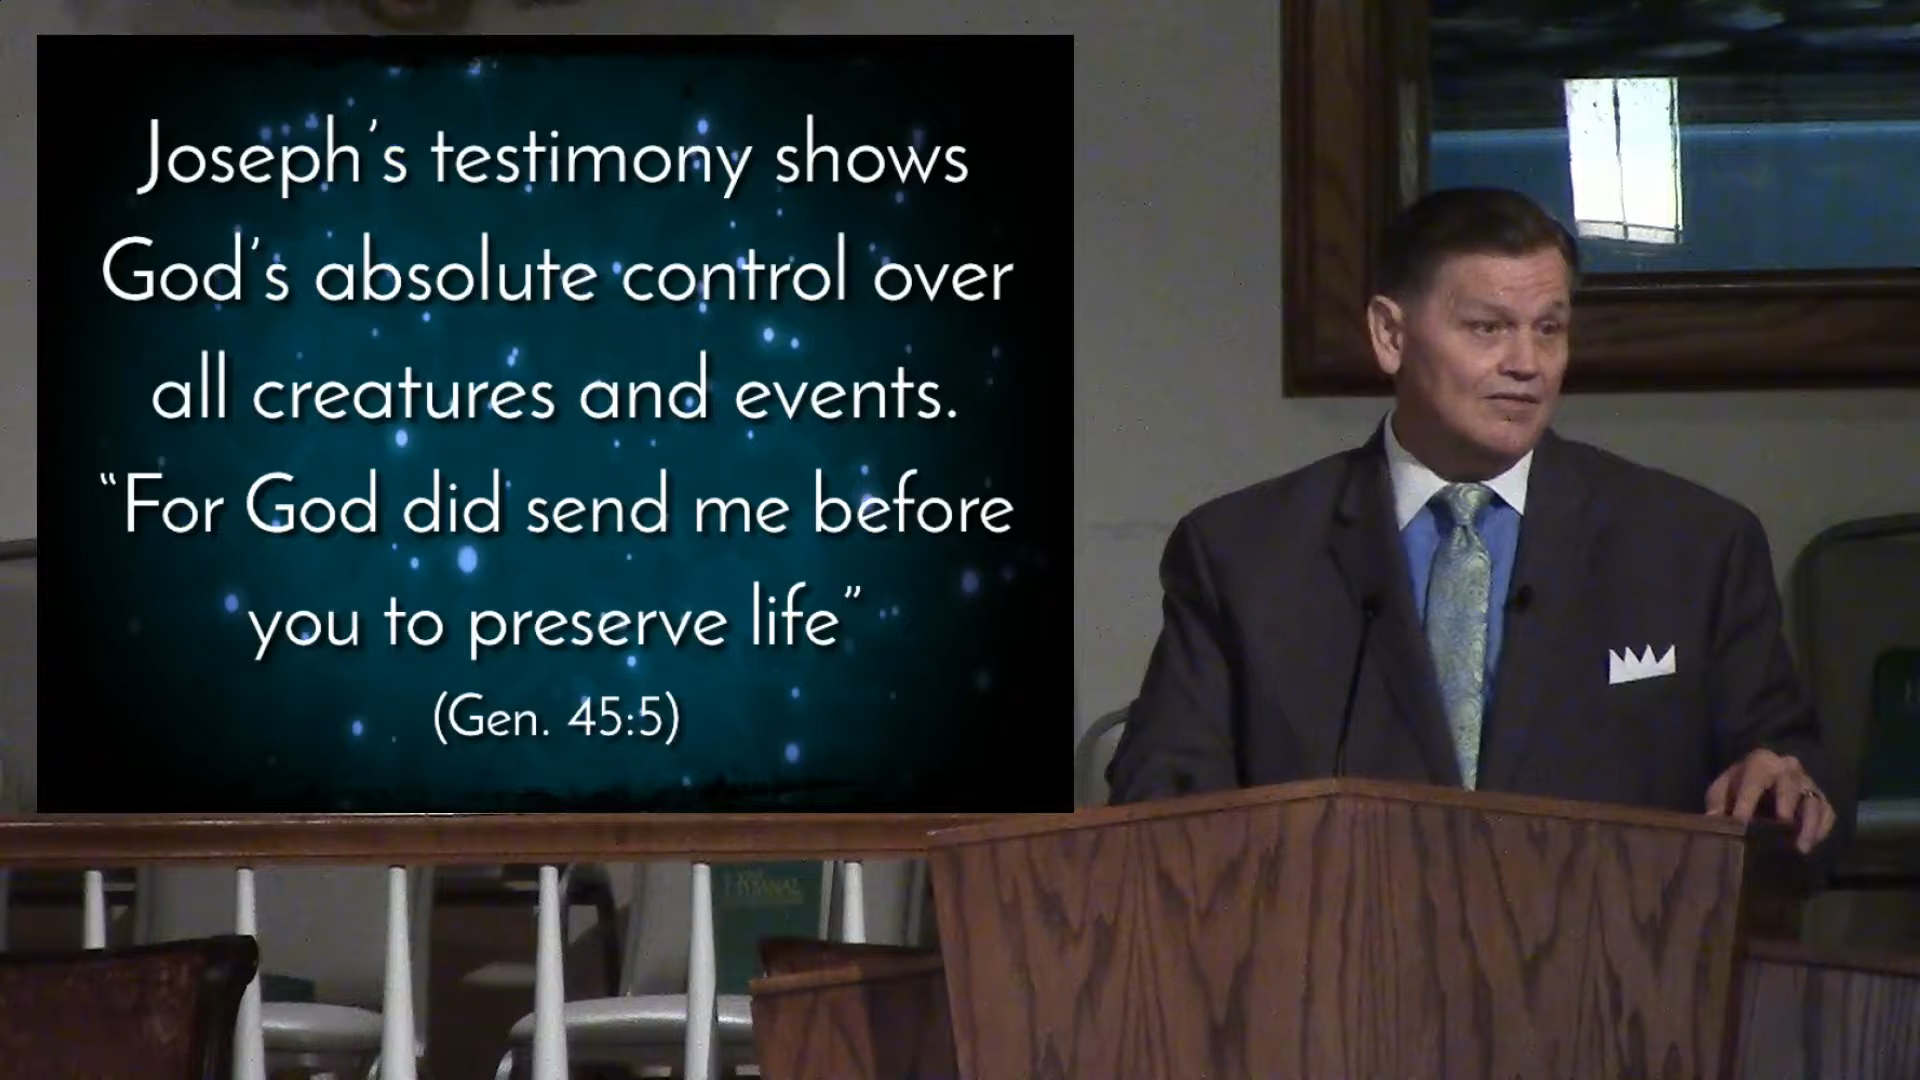 Joseph's testimony shows
God's absolute control over
all creatures and events.
“For God did send me before
you to preserve life”
(Gen. 45:5)